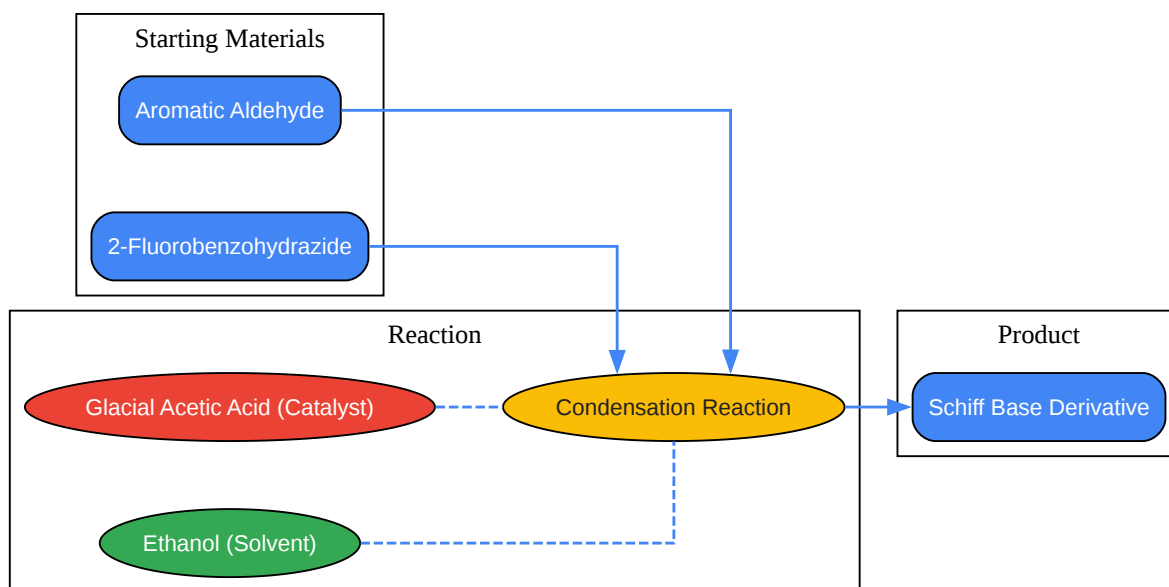 Starting Materials
Aromatic Aldehyde
2-Fluorobenzohydrazide
Reaction
Glacial Acetic Acid (Catalyst)
Condensation Reaction
Ethanol (Solvent)
Product
Schiff Base Derivative